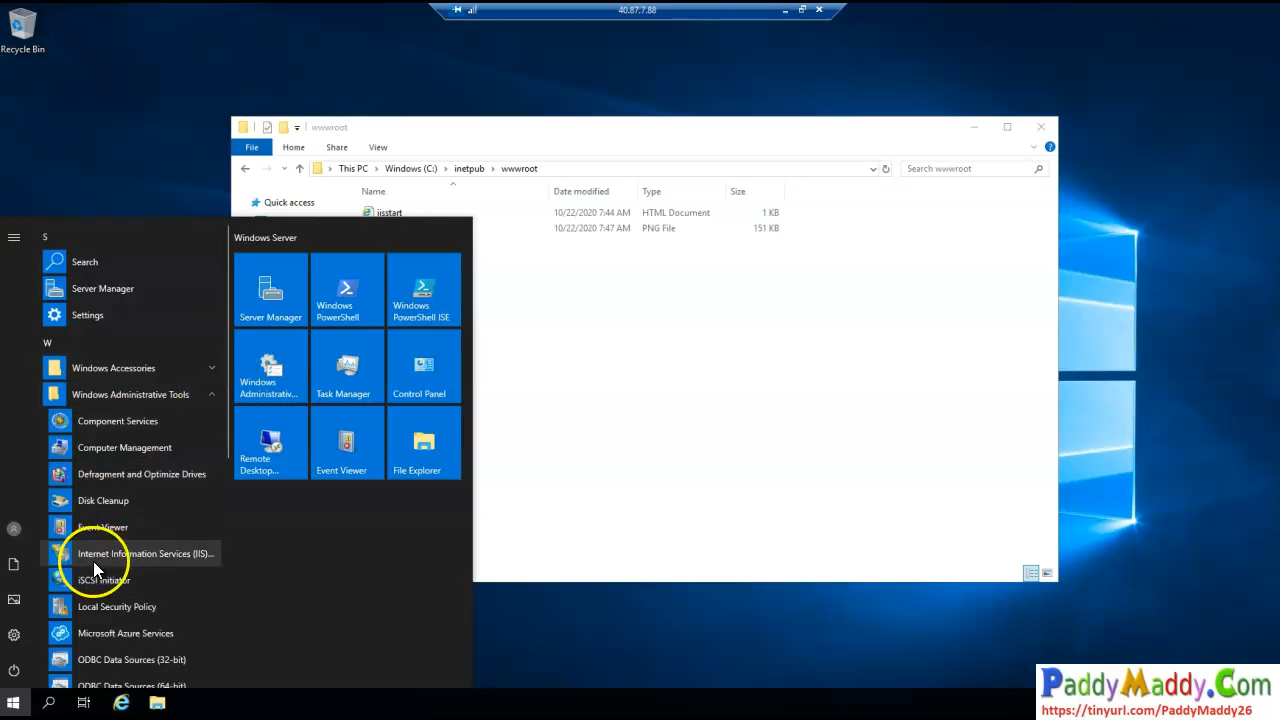 40.87.7.88
Recycle Bin
wwwroot
File Home Share View
This PC Windows (C:) inetpub wwwroot
Search wwwroot
Name Date modified Type Size
Quick access
iisstart 10/22/2020 7:44 AM HTML Document 1 KB
10/22/2020 7:47 AM PNG File 151 KB
S
Search
Server Manager
Settings
W
Windows Accessories
Windows Administrative Tools
Component Services
Computer Management
Defragment and Optimize Drives
Disk Cleanup
Event Viewer
Internet Information Services (IIS)...
iSCSI Initiator
Local Security Policy
Microsoft Azure Services
ODBC Data Sources (32-bit)
ODBC Data Sources (64-bit)
Windows Server
Server Manager
Windows PowerShell
Windows PowerShell ISE
Windows Administrativ...
Task Manager
Control Panel
Remote Desktop...
Event Viewer
File Explorer
PaddyMaddy.Com
https://tinyurl.com/PaddyMaddy26